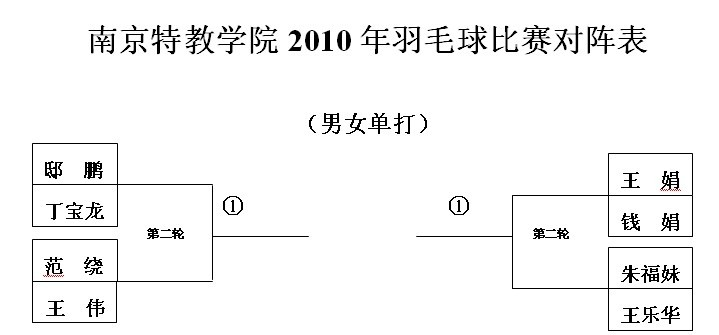 南京特教学院 2010 年羽毛球比赛对阵表
（男女单打）
邸 鹏
丁宝龙
第二轮
①
范 绕
王 伟
王 娟
钱 娟
①
第二轮
朱福妹
王乐华